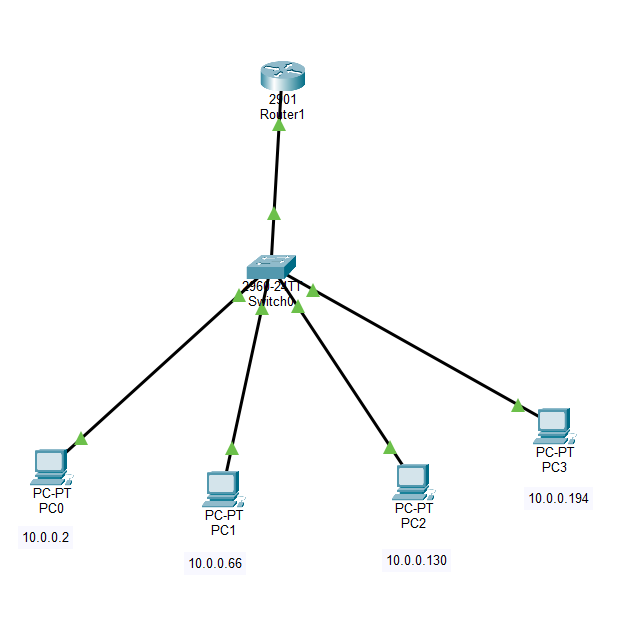 2901
Router1
2960-24TT
Switch0
PC-PT
PC0
10.0.0.2
PC-PT
PC1
10.0.0.66
PC-PT
PC2
10.0.0.130
PC-PT
PC3
10.0.0.194